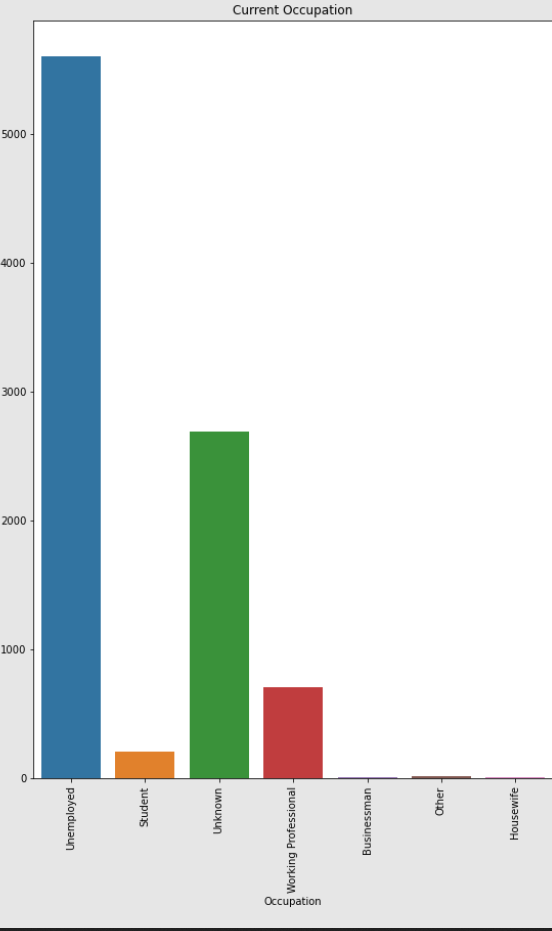 Current Occupation
5000
4000
3000
2000
1000
0
Unemployed
Student
Unknown
Working Professional
Businessman
Other
Housewife
Occupation